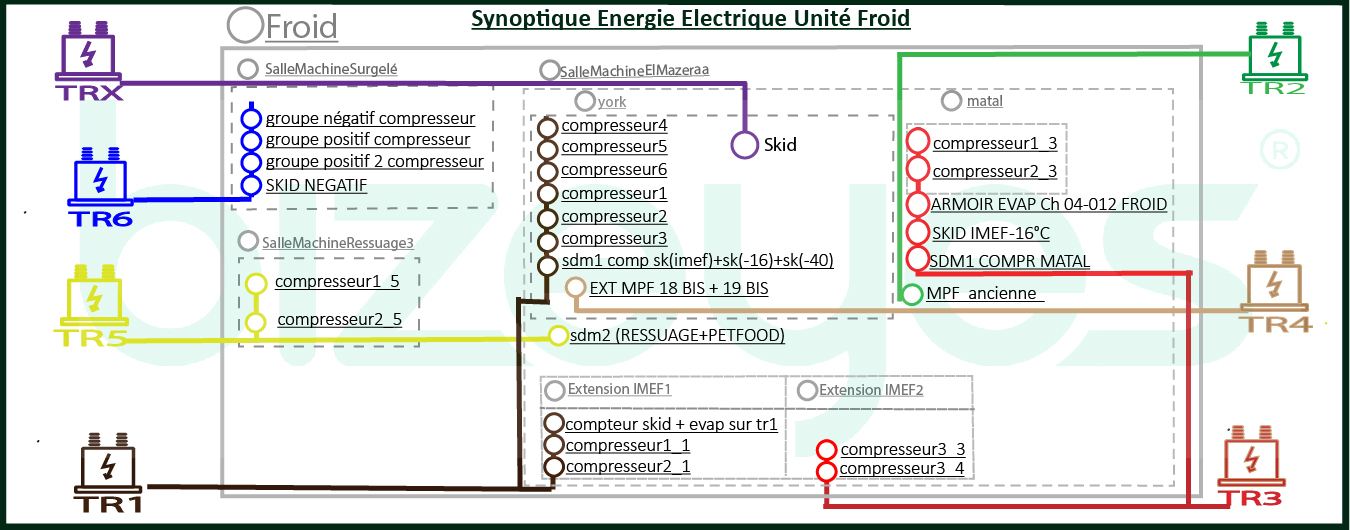 Synoptique Energie Electrique Unité Froid
Froid
TRX
TR6
TR5
TR1
SalleMachineSurgelé
groupe négatif compresseur
groupe positif compresseur
groupe positif 2 compresseur
SKID NEGATIF
SalleMachineRessuage3
compresseur1_5
compresseur2_5
SalleMachineElMazeraa
york
compresseur4
compresseur5
compresseur6
compresseur1
compresseur2
compresseur3
sdm1 comp sk(imef)+sk(-16)+sk(-40)
EXT MPF 18 BIS + 19 BIS
sdm2 (RESSUAGE+PETFOOD)
Skid
matal
compresseur1_3
compresseur2_3
ARMOIR EVAP Ch 04-012 FROID
SKID IMEF-16°C
SDM1 COMPR MATAL
MPF_ancienne_
Extension IMEF1
compteur skid + evap sur tr1
compresseur1_1
compresseur2_1
Extension IMEF2
compresseur3_3
compresseur3_4
TR2
TR4
TR3
®